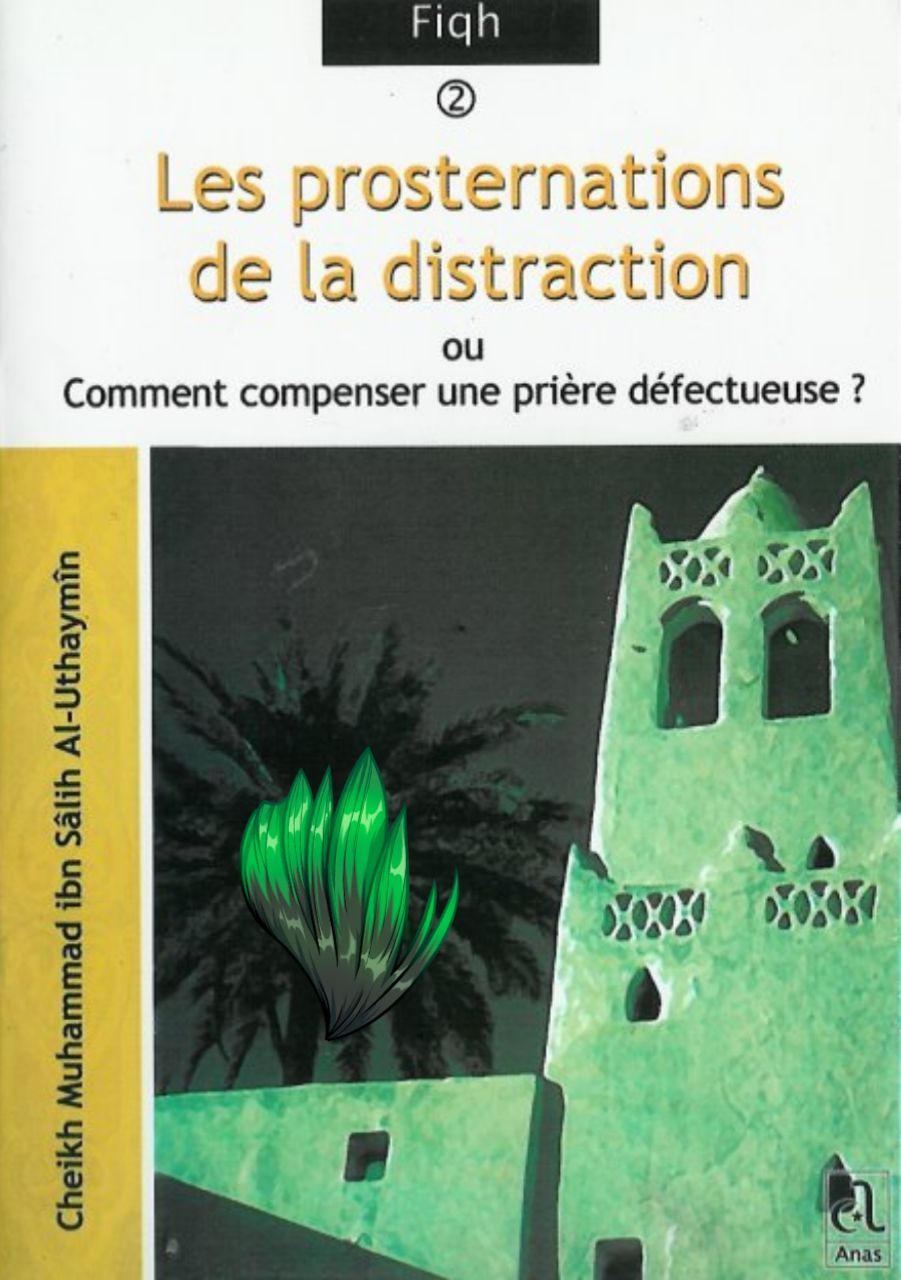 Fiqh
②
Les prosternations
de la distraction
ou
Comment compenser une prière défectueuse ?
Cheikh Muhammad ibn Sâlih Al-Uthaymîn
Anas